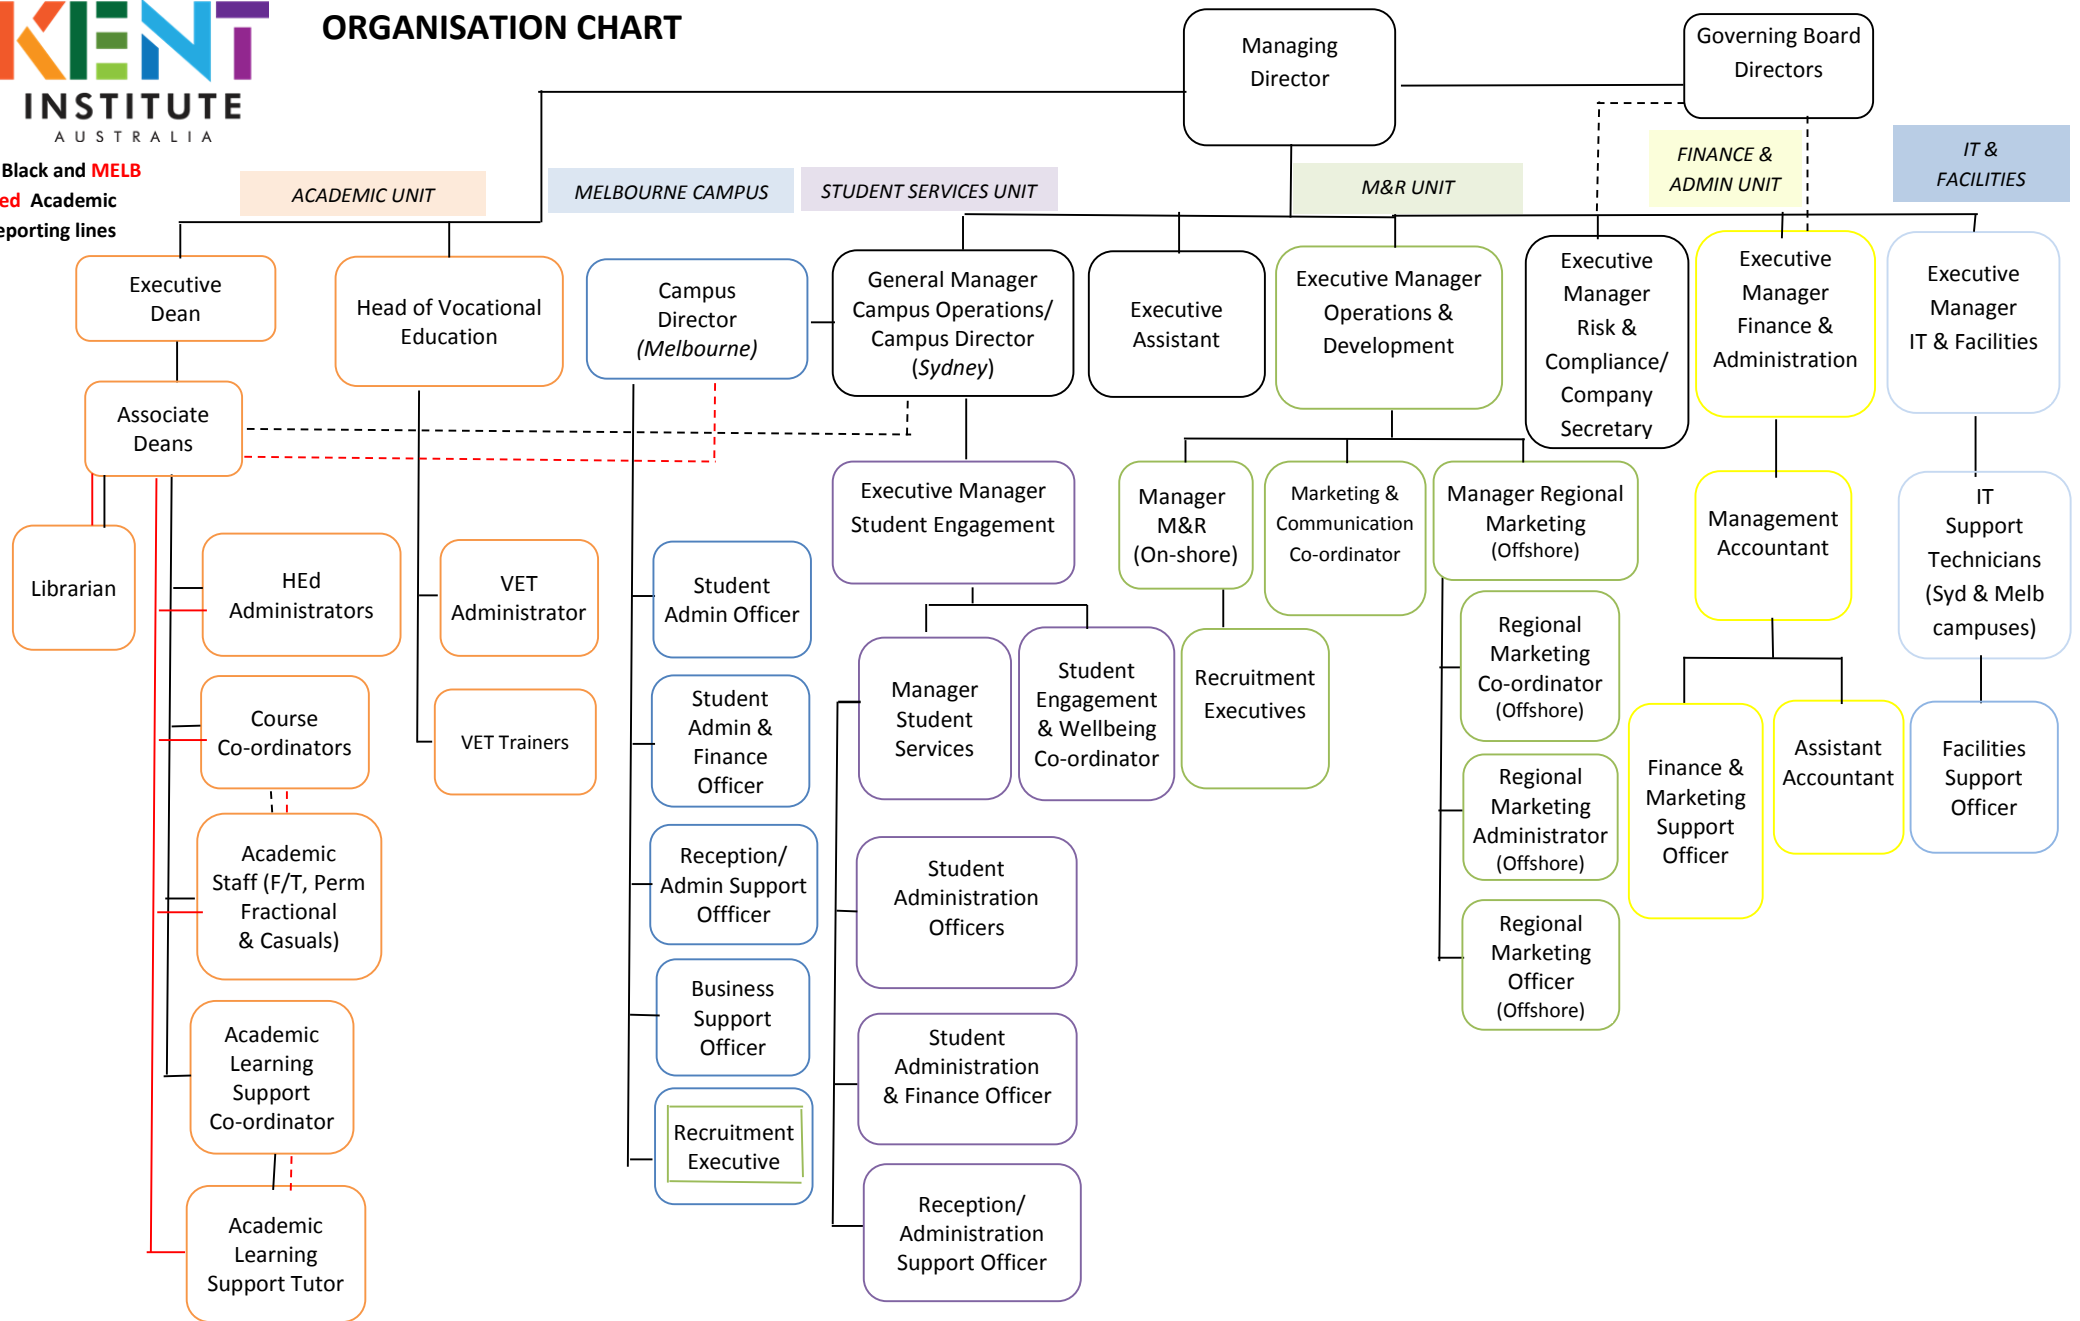 KENT
INSTITUTE
AUSTRALIA
ORGANISATION CHART
Black and MELB
ed Academic
eporting lines
Managing
Director
Governing Board
Directors
ACADEMIC UNIT
MELBOURNE CAMPUS
STUDENT SERVICES UNIT
M&R UNIT
FINANCE &
ADMIN UNIT
IT &
FACILITIES
Executive
Dean
Head of Vocational
Education
Campus
Director
(Melbourne)
General Manager
Campus Operations/
Campus Director
(Sydney)
Executive
Assistant
Executive Manager
Operations &
Development
Executive
Manager
Risk &
Compliance/
Company
Secretary
Executive
Manager
Finance &
Administration
Executive
Manager
IT & Facilities
Associate
Deans
Executive Manager
Student Engagement
Manager
M&R
(On-shore)
Marketing &
Communication
Co-ordinator
Manager Regional
Marketing
(Offshore)
Management
Accountant
IT
Support
Technicians
(Syd & Melb
campuses)
Librarian
HEd
Administrators
VET
Administrator
Student
Admin Officer
Manager
Student
Services
Student
Engagement
& Wellbeing
Co-ordinator
Recruitment
Executives
Regional
Marketing
Co-ordinator
(Offshore)
Course
Co-ordinators
VET Trainers
Student
Admin &
Finance
Officer
Finance &
Marketing
Support
Officer
Assistant
Accountant
Facilities
Support
Officer
Regional
Marketing
Administrator
(Offshore)
Academic
Staff (F/T, Perm
Fractional
& Casuals)
Reception/
Admin Support
Offficer
Student
Administration
Officers
Regional
Marketing
Officer
(Offshore)
Academic
Learning
Support
Co-ordinator
Business
Support
Officer
Student
Administration
& Finance Officer
Recruitment
Executive
Reception/
Administration
Support Officer
Academic
Learning
Support Tutor